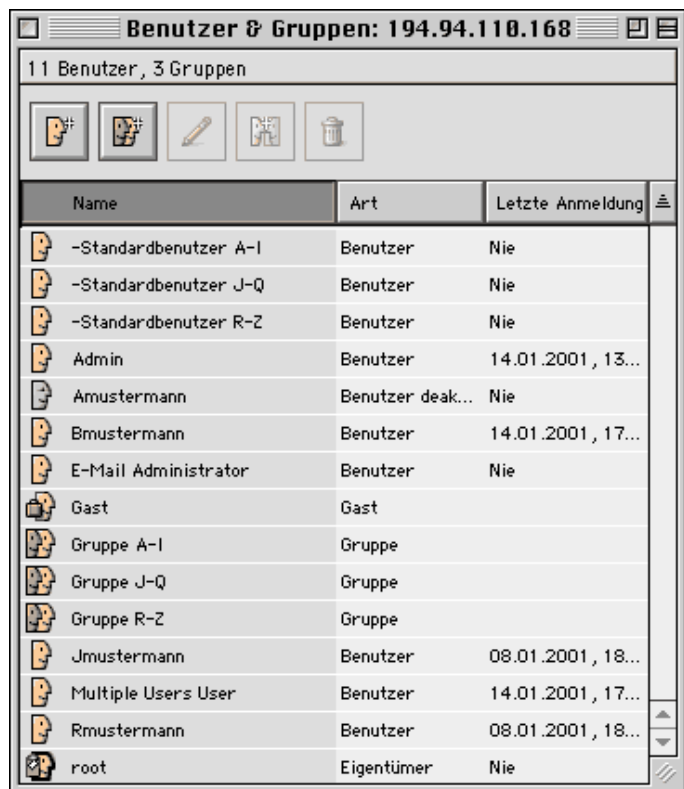 Benutzer & Gruppen: 194.94.110.168
11 Benutzer, 3 Gruppen
Name Art Letzte Anmeldung
-Standardbenutzer A-I Benutzer Nie
-Standardbenutzer J-Q Benutzer Nie
-Standardbenutzer R-Z Benutzer Nie
Admin Benutzer 14.01.2001, 13...
Amustermann Benutzer deak... Nie
Bmustermann Benutzer 14.01.2001, 17...
E-Mail Administrator Benutzer Nie
Gast Gast
Gruppe A-I Gruppe
Gruppe J-Q Gruppe
Gruppe R-Z Gruppe
Jmustermann Benutzer 08.01.2001, 18...
Multiple Users User Benutzer 14.01.2001, 17...
Rmustermann Benutzer 08.01.2001, 18...
root Eigentümer Nie